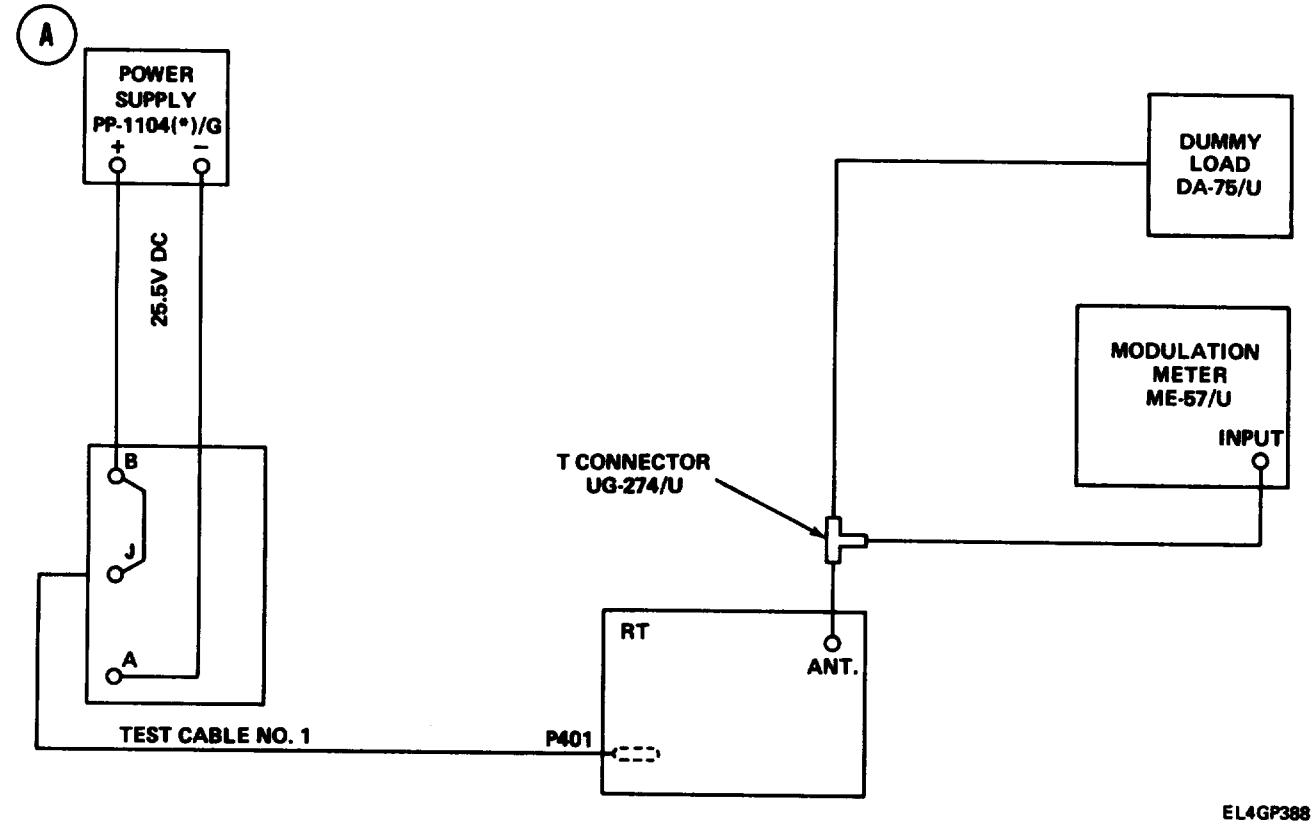 A
POWER
SUPPLY
PP-1104(*)/G
+ -
25.5V DC
DUMMY
LOAD
DA-75/U
MODULATION
METER
ME-57/U
INPUT
B
J
A
T CONNECTOR
UG-274/U
RT
ANT.
TEST CABLE NO. 1
P401
EL4GP388